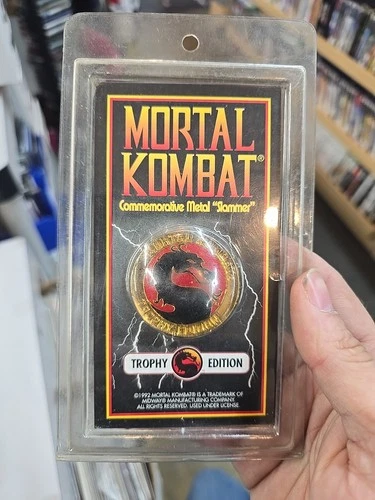 MORTAL
KOMBAT®
Commemorative Metal "Slammer"
TROPHY EDITION
©1992 MORTAL KOMBAT® IS A TRADEMARK OF
MIDWAY® MANUFACTURING COMPANY
ALL RIGHTS RESERVED. USED UNDER LICENSE.